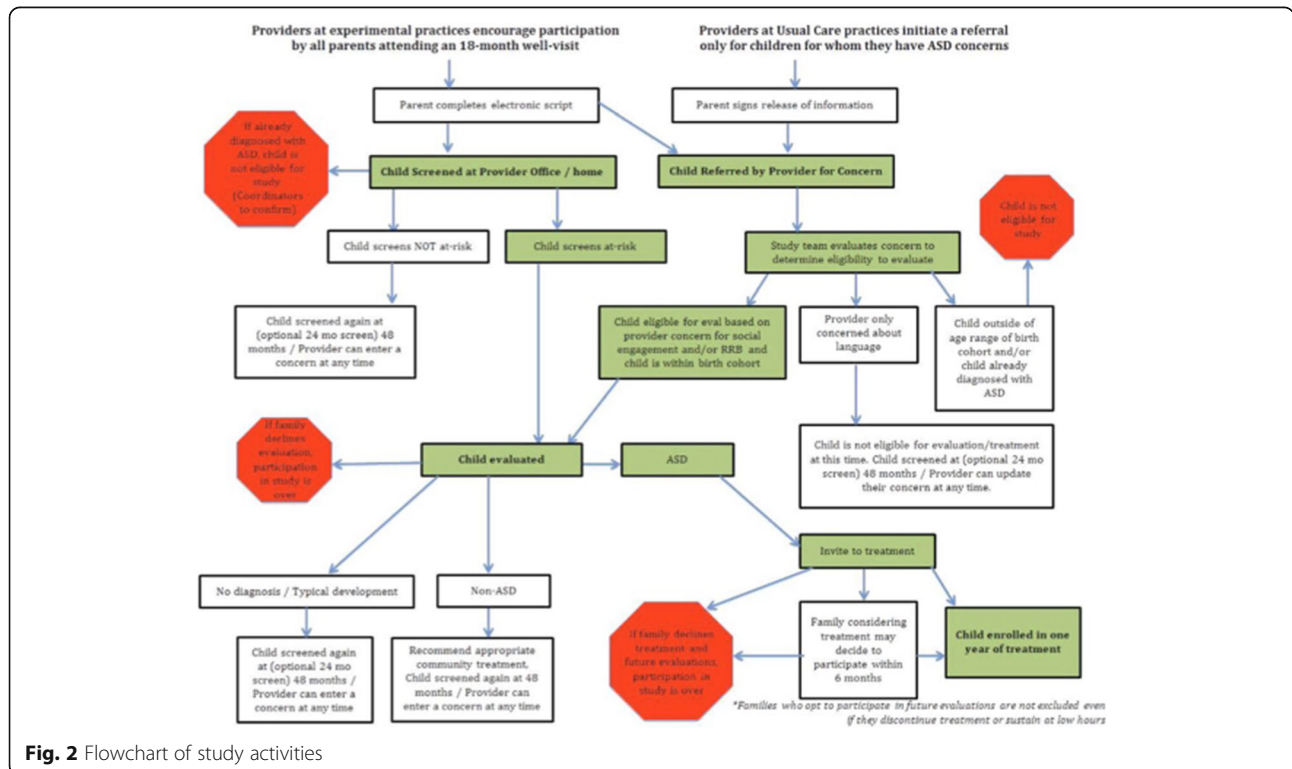 Providers at experimental practices encourage participation
by all parents attending an 18-month well-visit
Providers at Usual Care practices initiate a referral
only for children for whom they have ASD concerns
Parent completes electronic script
Parent signs release of information
If already
diagnosed with
ASD, child is
not eligible for
study
(Coordinators
to confirm)
Child Screened at Provider Office / home
Child Referred by Provider for Concern
Child is not
eligible for
study.
Child screens NOT at-risk
Child screens at-risk
Study team evaluates concern to
determine eligibility to evaluate
Child screened again at
(optional 24 mo screen) 48
months / Provider can enter a
concern at any time
Child eligible for eval based on
provider concern for social
engagement and/or RRB and
child is within birth cohort
Provider only
concerned about
language
Child outside of
age range of birth
cohort and/or
child already
diagnosed with
ASD
If family
declines
evaluation,
participation
in study is
over
Child evaluated
ASD
Child is not eligible for evaluation/treatment
at this time. Child screened at (optional 24 mo
screen) 48 months / Provider can update
their concern at any time.
Invite to treatment
No diagnosis / Typical development
Non-ASD
Child screened again
at (optional 24 mo
screen) 48 months /
Provider can enter a
concern at any time
Recommend appropriate
community treatment,
Child screened again at 48
months / Provider can
enter a concern at any time
If family declines
treatment and
future evaluations,
participation in
study is over
Family considering
treatment may
decide to
participate within
6 months
Child enrolled in one
year of treatment
*Families who opt to participate in future evaluations are not excluded even
if they discontinue treatment or sustain at low hours
Fig. 2 Flowchart of study activities